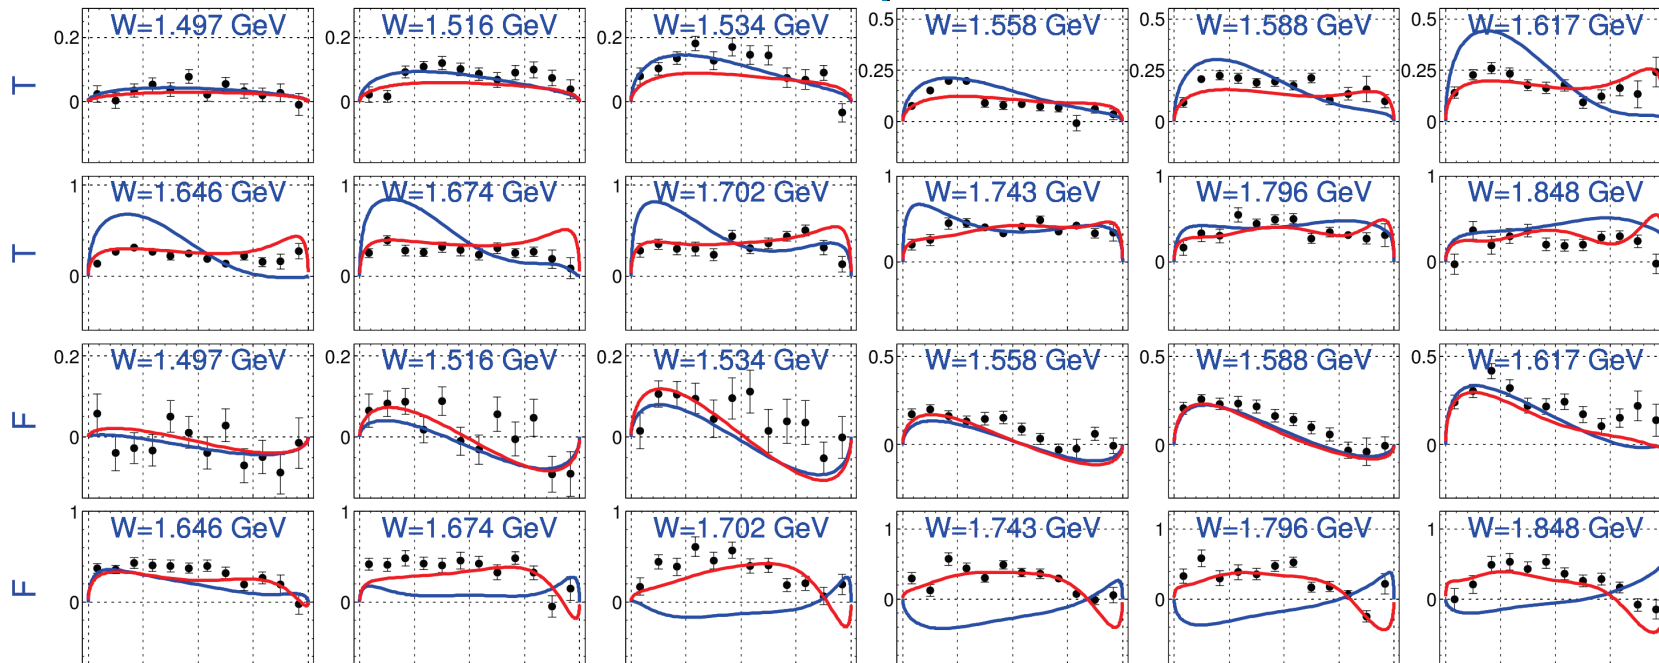 W=1.497 GeV W=1.516 GeV W=1.534 GeV W=1.558 GeV W=1.588 GeV W=1.617 GeV
T 0.2 0 0.2 0 0.2 0 0.5 0.25 0 0.5 0.25 0 0.5 0.25 0
W=1.646 GeV W=1.674 GeV W=1.702 GeV W=1.743 GeV W=1.796 GeV W=1.848 GeV
T 1 0 1 0 1 0 1 0 1 0 1 0
W=1.497 GeV W=1.516 GeV W=1.534 GeV W=1.558 GeV W=1.588 GeV W=1.617 GeV
F 0.2 0 0.2 0 0.2 0 0.5 0 0.5 0 0.5 0
W=1.646 GeV W=1.674 GeV W=1.702 GeV W=1.743 GeV W=1.796 GeV W=1.848 GeV
F 1 0 1 0 1 0 1 0 1 0 1 0